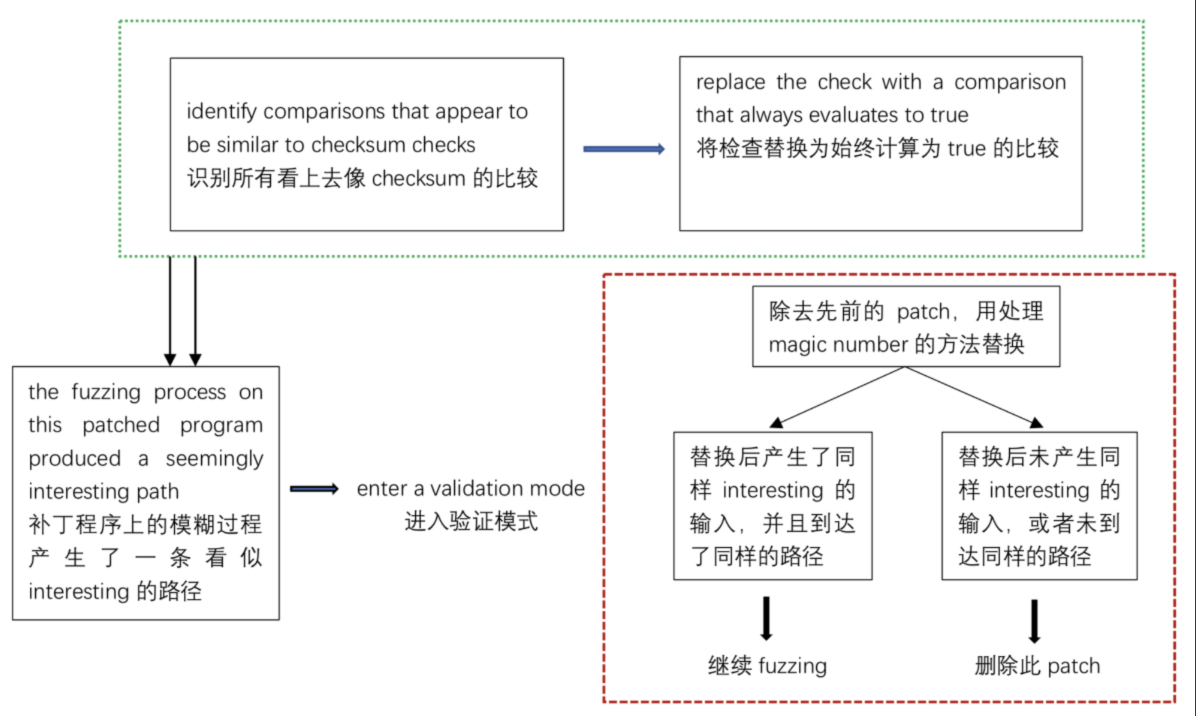 identify comparisons that appear to
be similar to checksum checks
识别所有看上去像 checksum 的比较
replace the check with a comparison
that always evaluates to true
将检查替换为始终计算为 true 的比较
the fuzzing process on
this patched program
produced a seemingly
interesting path
补丁程序上的模糊过程
产生了一条看似
interesting 的路径
enter a validation mode
进入验证模式
除去先前的 patch，用处理
magic number 的方法替换
替换后产生了同
样 interesting 的
输入，并且到达
了同样的路径
替换后未产生同
样 interesting 的
输入，或者未到
达同样的路径
继续 fuzzing
删除此 patch